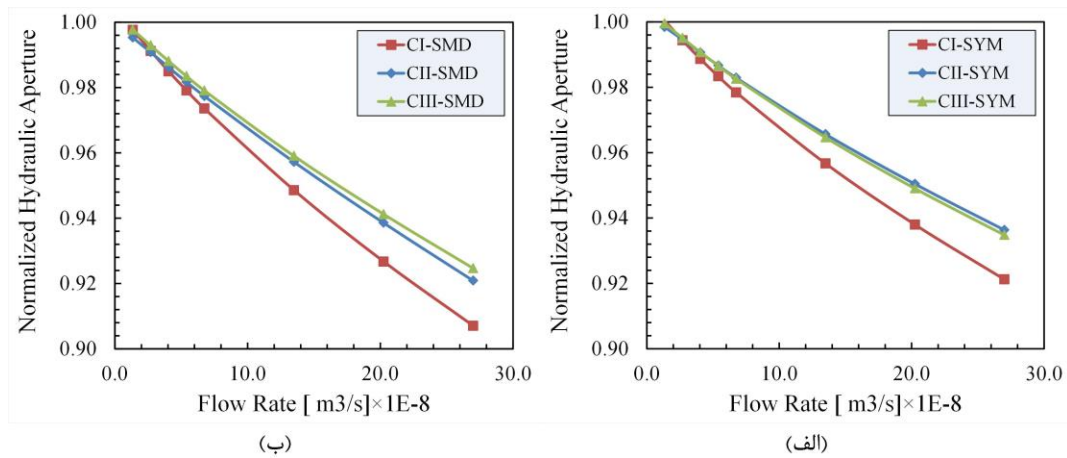 Normalized Hydraulic Aperture
1.00
0.98
0.96
0.94
0.92
0.90
CI-SMD
CII-SMD
CIII-SMD
0.0
10.0
20.0
30.0
Flow Rate [ m3/s]×1E-8
(ب)
Normalized Hydraulic Aperture
1.00
0.98
0.96
0.94
0.92
0.90
CI-SYM
CII-SYM
CIII-SYM
0.0
10.0
20.0
30.0
Flow Rate [ m3/s]×1E-8
(الف)